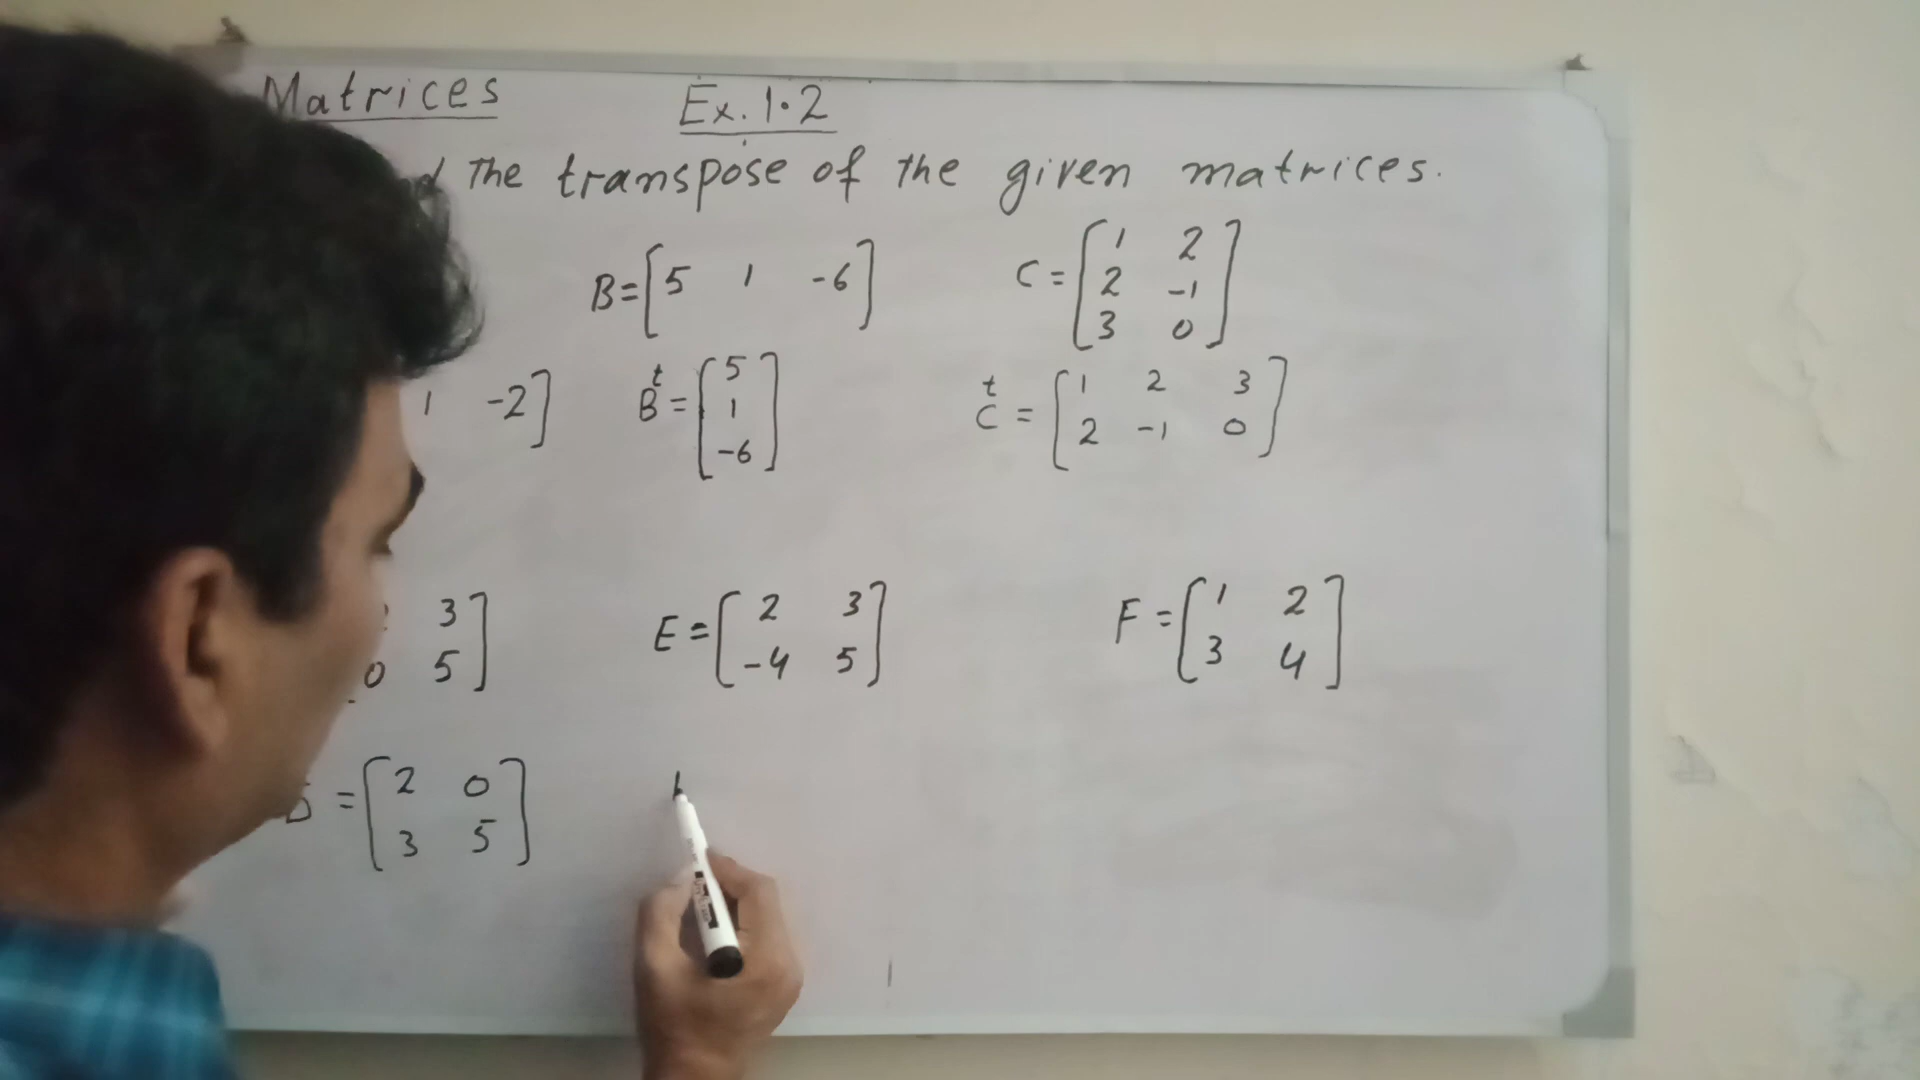 Matrices Ex. 1.2
The transpose of the given matrices.
B = [5 1 -6] C = [1 2
2 -1
3 0]
1 -2] Bᵗ = [5
1
-6] Cᵗ = [1 2 3
2 -1 0]
3]
0 5] E = [2 3
-4 5] F = [1 2
3 4]
= [2 0
3 5]